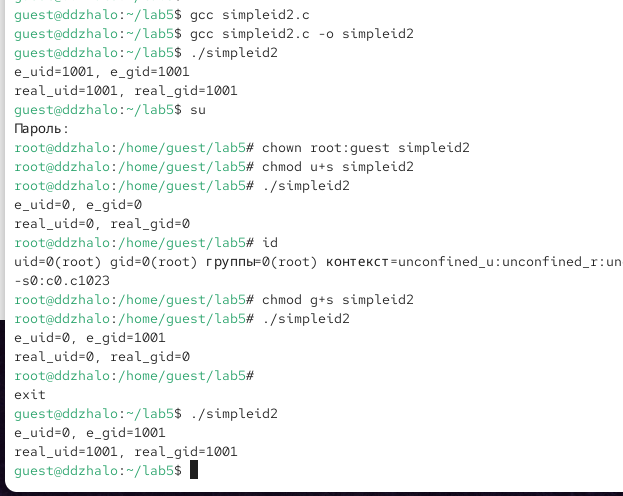 guest@ddzhalo:~/lab5$ gcc simpleid2.c
guest@ddzhalo:~/lab5$ gcc simpleid2.c -o simpleid2
guest@ddzhalo:~/lab5$ ./simpleid2
e_uid=1001, e_gid=1001
real_uid=1001, real_gid=1001
guest@ddzhalo:~/lab5$ su
Пароль:
root@ddzhalo:/home/guest/lab5# chown root:guest simpleid2
root@ddzhalo:/home/guest/lab5# chmod u+s simpleid2
root@ddzhalo:/home/guest/lab5# ./simpleid2
e_uid=0, e_gid=0
real_uid=0, real_gid=0
root@ddzhalo:/home/guest/lab5# id
uid=0(root) gid=0(root) группы=0(root) контекст=unconfined_u:unconfined_r:un
-s0:c0.c1023
root@ddzhalo:/home/guest/lab5# chmod g+s simpleid2
root@ddzhalo:/home/guest/lab5# ./simpleid2
e_uid=0, e_gid=1001
real_uid=0, real_gid=0
root@ddzhalo:/home/guest/lab5#
exit
guest@ddzhalo:~/lab5$ ./simpleid2
e_uid=0, e_gid=1001
real_uid=1001, real_gid=1001
guest@ddzhalo:~/lab5$